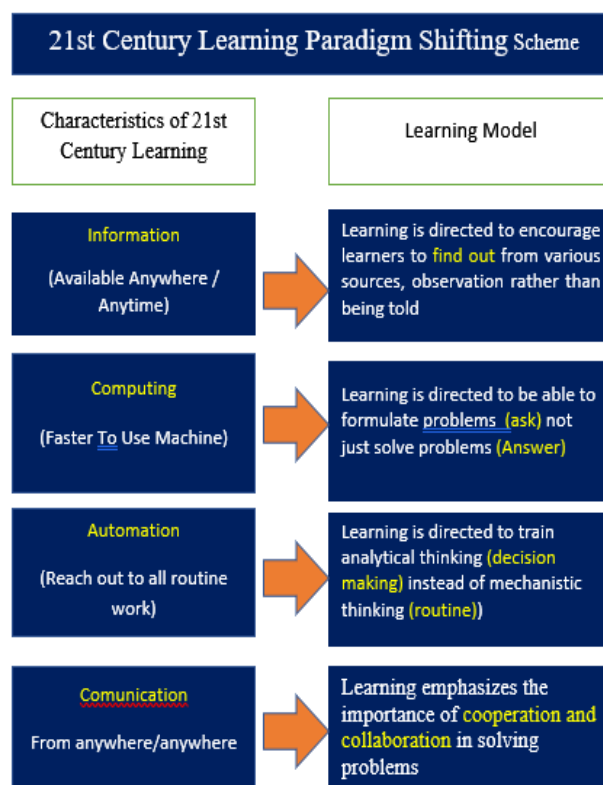 21st Century Learning Paradigm Shifting Scheme
Characteristics of 21st
Century Learning
Learning Model
Information
(Available Anywhere /
Anytime)
Learning is directed to encourage
learners to find out from various
sources, observation rather than
being told
Computing
(Faster To Use Machine)
Learning is directed to be able to
formulate problems (ask) not
just solve problems (Answer)
Automation
(Reach out to all routine
work)
Learning is directed to train
analytical thinking (decision
making) instead of mechanistic
thinking (routine))
Comunication
From anywhere/anywhere
Learning emphasizes the
importance of cooperation and
collaboration in solving
problems